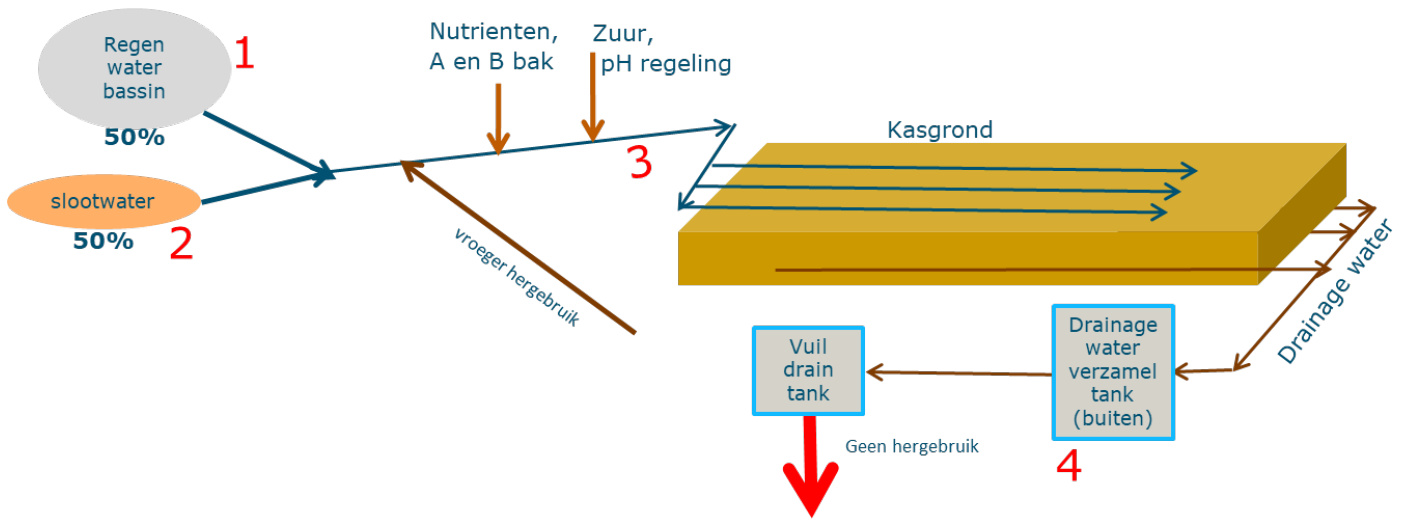 Regen
water
bassin
1
50%
slootwater
50%
2
Nutrienten,
A en B bak
Zuur,
pH regeling
3
vroeger hergebruik
Kasgrond
Drainage water
Drainage
water
verzamel
tank
(buiten)
4
Vuil
drain
tank
Geen hergebruik